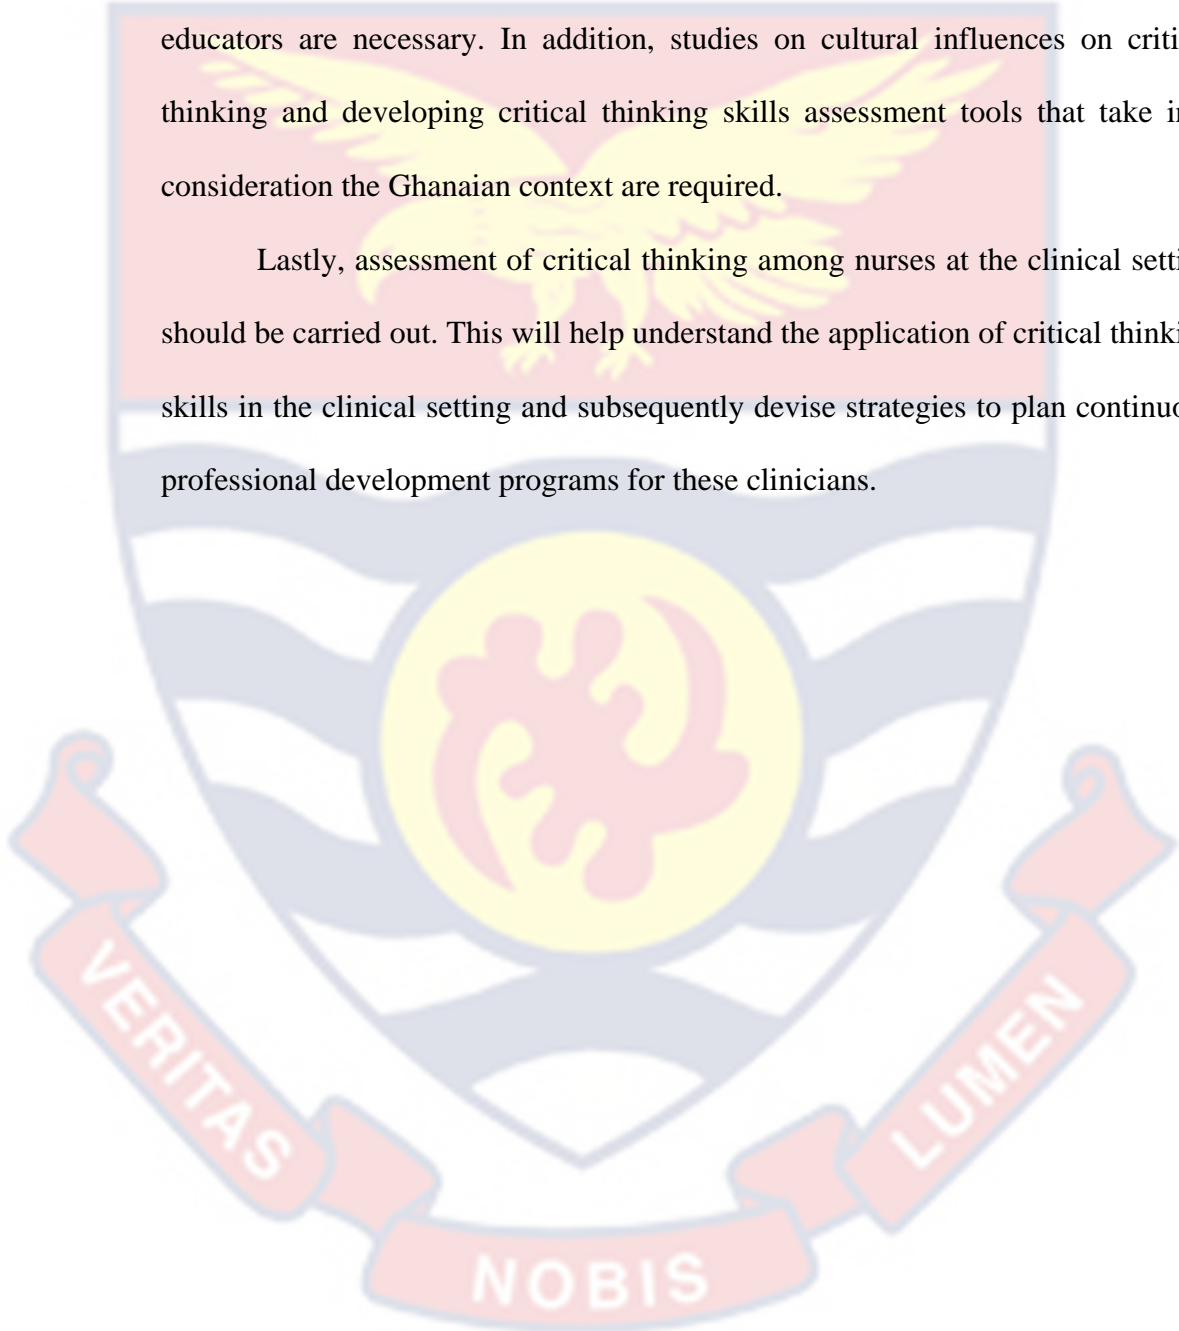 educators are necessary. In addition, studies on cultural influences on criti
thinking and developing critical thinking skills assessment tools that take in
consideration the Ghanaian context are required.
Lastly, assessment of critical thinking among nurses at the clinical setti
should be carried out. This will help understand the application of critical thinki
skills in the clinical setting and subsequently devise strategies to plan continuo
professional development programs for these clinicians.
VERITAS
NOBIS
LUMEN